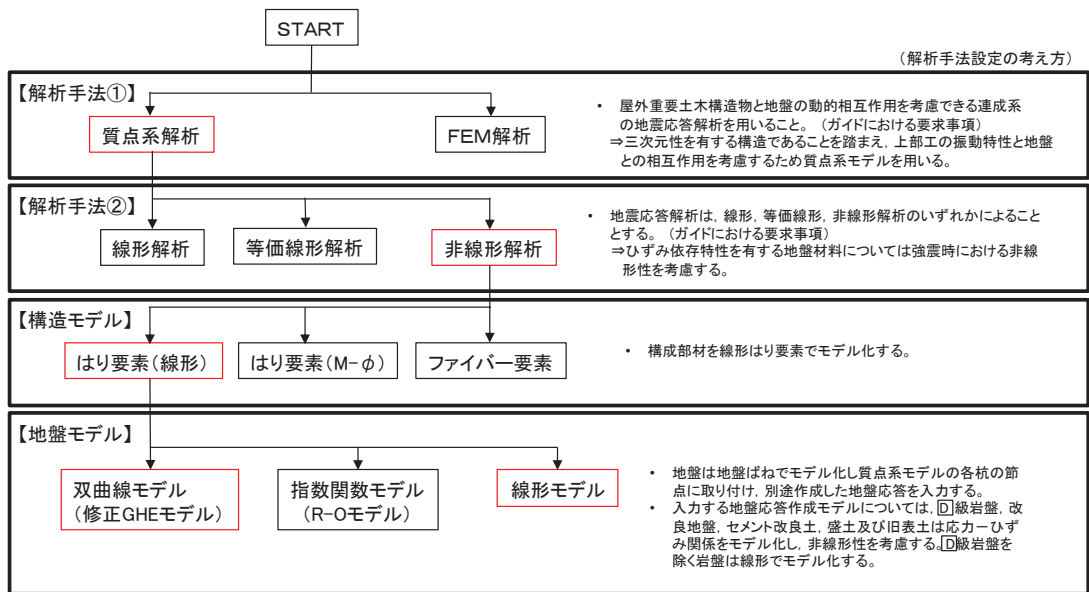 START
(解析手法設定の考え方)
【解析手法①】
質点系解析
FEM解析
・ 屋外重要土木構造物と地盤の動的相互作用を考慮できる連成系
の地震応答解析を用いること。（ガイドにおける要求事項）
⇒三次元性を有する構造であることを踏まえ，上部工の振動特性と地盤
との相互作用を考慮するため質点系モデルを用いる。
【解析手法②】
線形解析
等価線形解析
非線形解析
・ 地震応答解析は，線形，等価線形，非線形解析のいずれかによること
とする。（ガイドにおける要求事項）
⇒ひずみ依存特性を有する地盤材料については強震時における非線
形性を考慮する。
【構造モデル】
はり要素（線形）
はり要素（M-φ）
ファイバー要素
・ 構成部材を線形はり要素でモデル化する。
【地盤モデル】
双曲線モデル
（修正GHEモデル）
指数関数モデル
（R-Oモデル）
線形モデル
・ 地盤は地盤ばねでモデル化し質点系モデルの各杭の節
点に取り付け，別途作成した地盤応答を入力する。
・ 入力する地盤応答作成モデルについては，D級岩盤，改
良地盤，セメント改良土，盛土及び旧表土は応力ーひず
み関係をモデル化し，非線形性を考慮する。D級岩盤を
除く岩盤は線形でモデル化する。